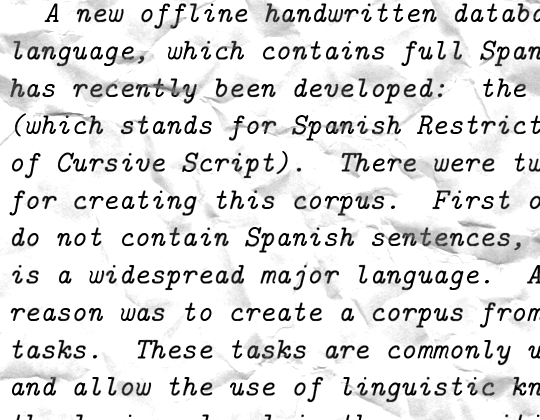 A new offline handwritten databa
language, which contains full Span
has recently been developed: the
(which stands for Spanish Restrict
of Cursive Script). There were tw
for creating this corpus. First o
do not contain Spanish sentences,
is a widespread major language. A
reason was to create a corpus from
tasks. These tasks are commonly u
and allow the use of linguistic kn